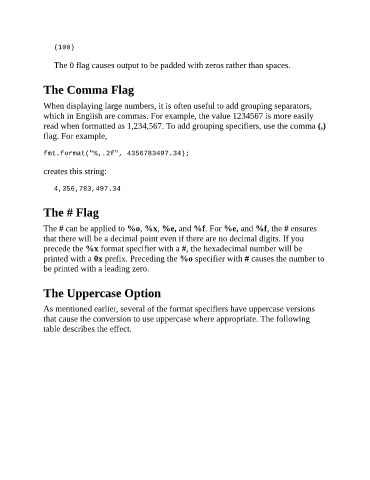 (100)
The 0 flag causes output to be padded with zeros rather than spaces.
The Comma Flag
When displaying large numbers, it is often useful to add grouping separators,
which in English are commas. For example, the value 1234567 is more easily
read when formatted as 1,234,567. To add grouping specifiers, use the comma (,)
flag. For example,
fmt.format("%,.2f", 4356783497.34);
creates this string:
4,356,783,497.34
The # Flag
The # can be applied to %o, %x, %e, and %f. For %e, and %f, the # ensures
that there will be a decimal point even if there are no decimal digits. If you
precede the %x format specifier with a #, the hexadecimal number will be
printed with a 0x prefix. Preceding the %o specifier with # causes the number to
be printed with a leading zero.
The Uppercase Option
As mentioned earlier, several of the format specifiers have uppercase versions
that cause the conversion to use uppercase where appropriate. The following
table describes the effect.